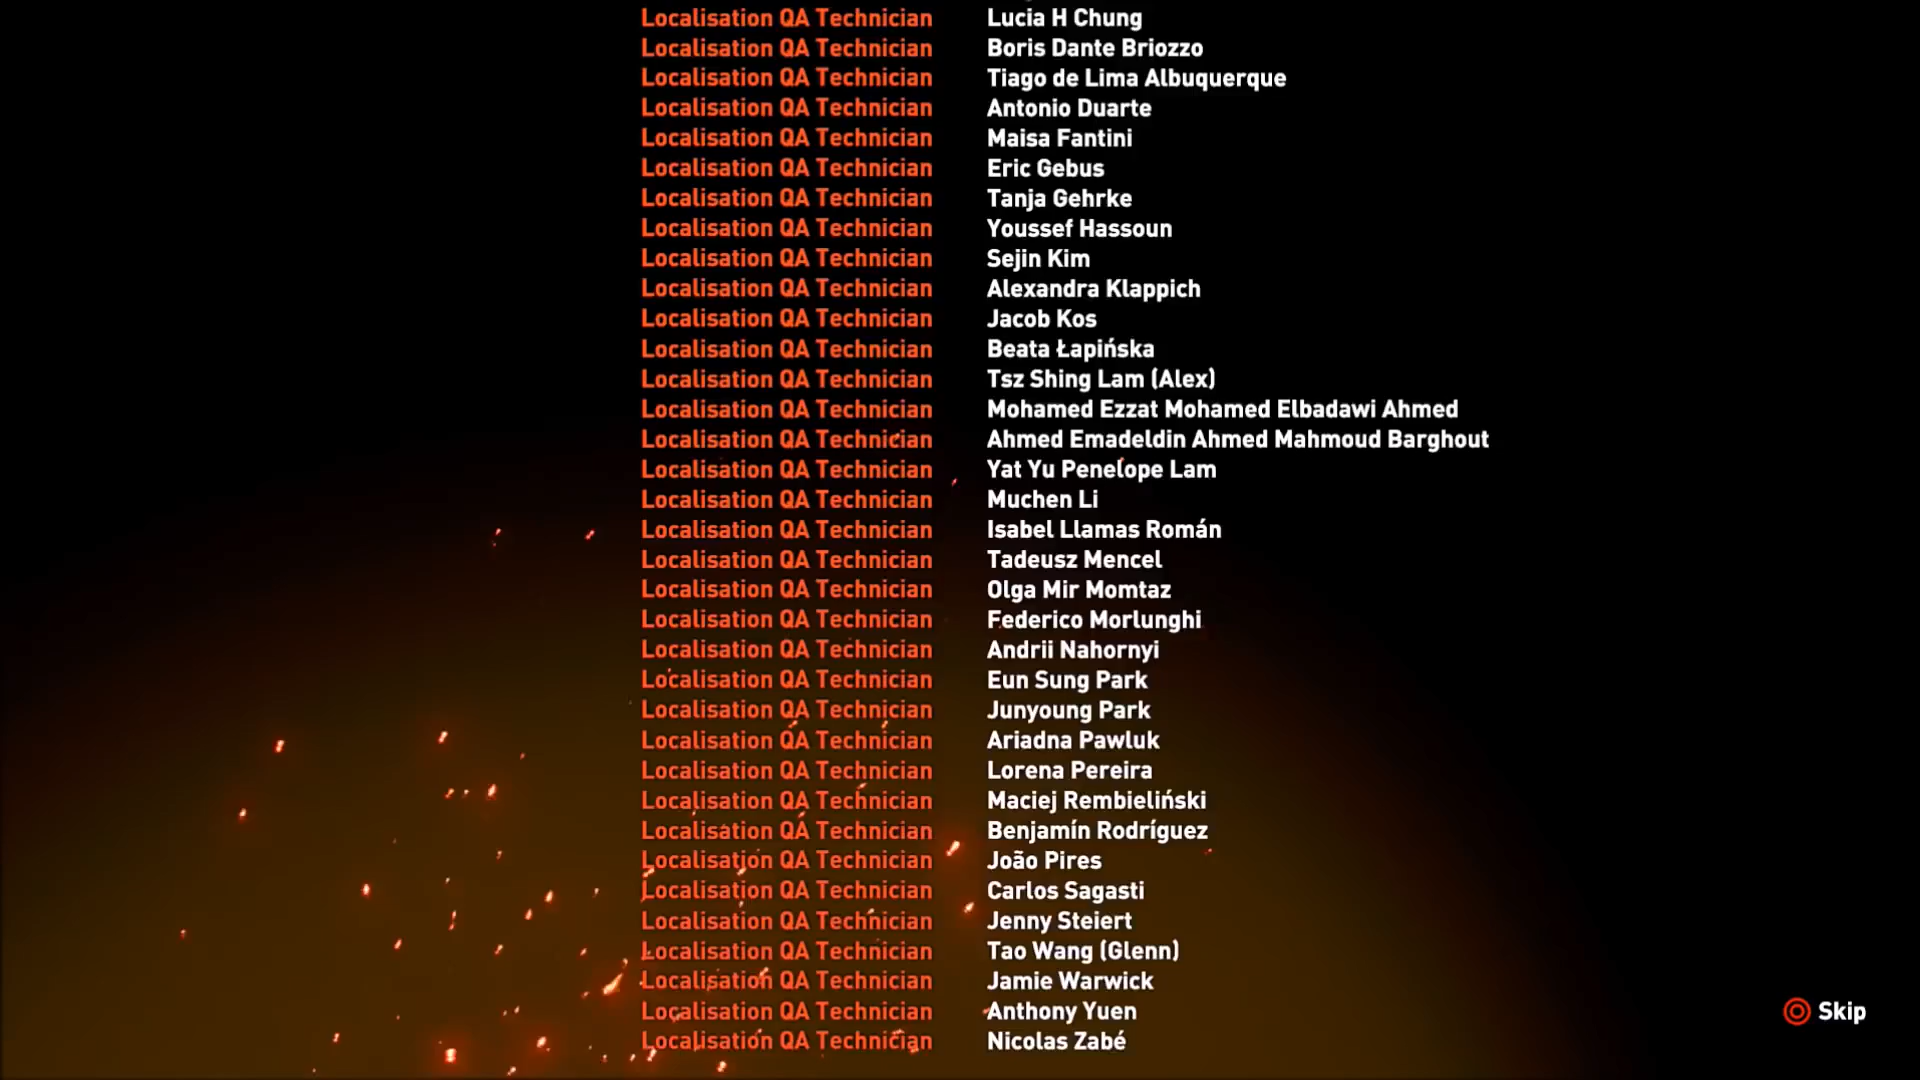 Localisation QA Technician Lucia H Chung
Localisation QA Technician Boris Dante Briozzo
Localisation QA Technician Tiago de Lima Albuquerque
Localisation QA Technician Antonio Duarte
Localisation QA Technician Maisa Fantini
Localisation QA Technician Eric Gebus
Localisation QA Technician Tanja Gehrke
Localisation QA Technician Youssef Hassoun
Localisation QA Technician Sejin Kim
Localisation QA Technician Alexandra Klappich
Localisation QA Technician Jacob Kos
Localisation QA Technician Beata Łapińska
Localisation QA Technician Tsz Shing Lam (Alex)
Localisation QA Technician Mohamed Ezzat Mohamed Elbadawi Ahmed
Localisation QA Technician Ahmed Emadeldin Ahmed Mahmoud Barghout
Localisation QA Technician Yat Yu Penelope Lam
Localisation QA Technician Muchen Li
Localisation QA Technician Isabel Llamas Román
Localisation QA Technician Tadeusz Mencel
Localisation QA Technician Olga Mir Momtaz
Localisation QA Technician Federico Morlunghi
Localisation QA Technician Andrii Nahornyi
Localisation QA Technician Eun Sung Park
Localisation QA Technician Junyoung Park
Localisation QA Technician Ariadna Pawluk
Localisation QA Technician Lorena Pereira
Localisation QA Technician Maciej Rembieliński
Localisation QA Technician Benjamín Rodríguez
Localisation QA Technician João Pires
Localisation QA Technician Carlos Sagasti
Localisation QA Technician Jenny Steiert
Localisation QA Technician Tao Wang (Glenn)
Localisation QA Technician Jamie Warwick
Localisation QA Technician Anthony Yuen
Skip
Localisation QA Technician Nicolas Zabé